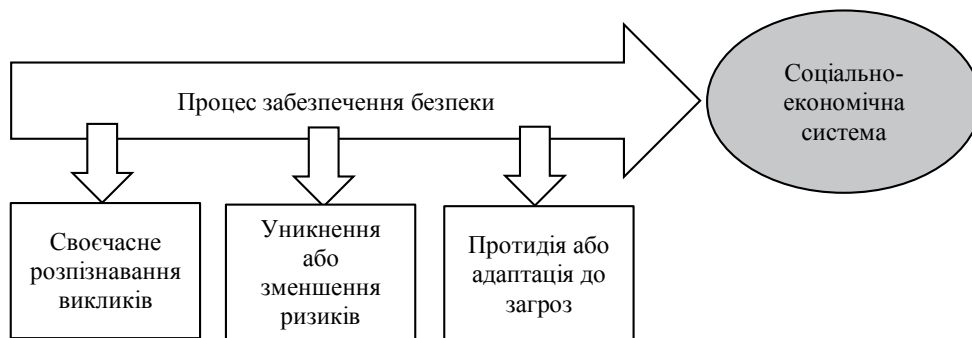 Процес забезпечення безпеки
Соціально-
економічна
система
Своєчасне
розпізнавання
викликів
Уникнення
або
зменшення
ризиків
Протидія або
адаптація до
загроз